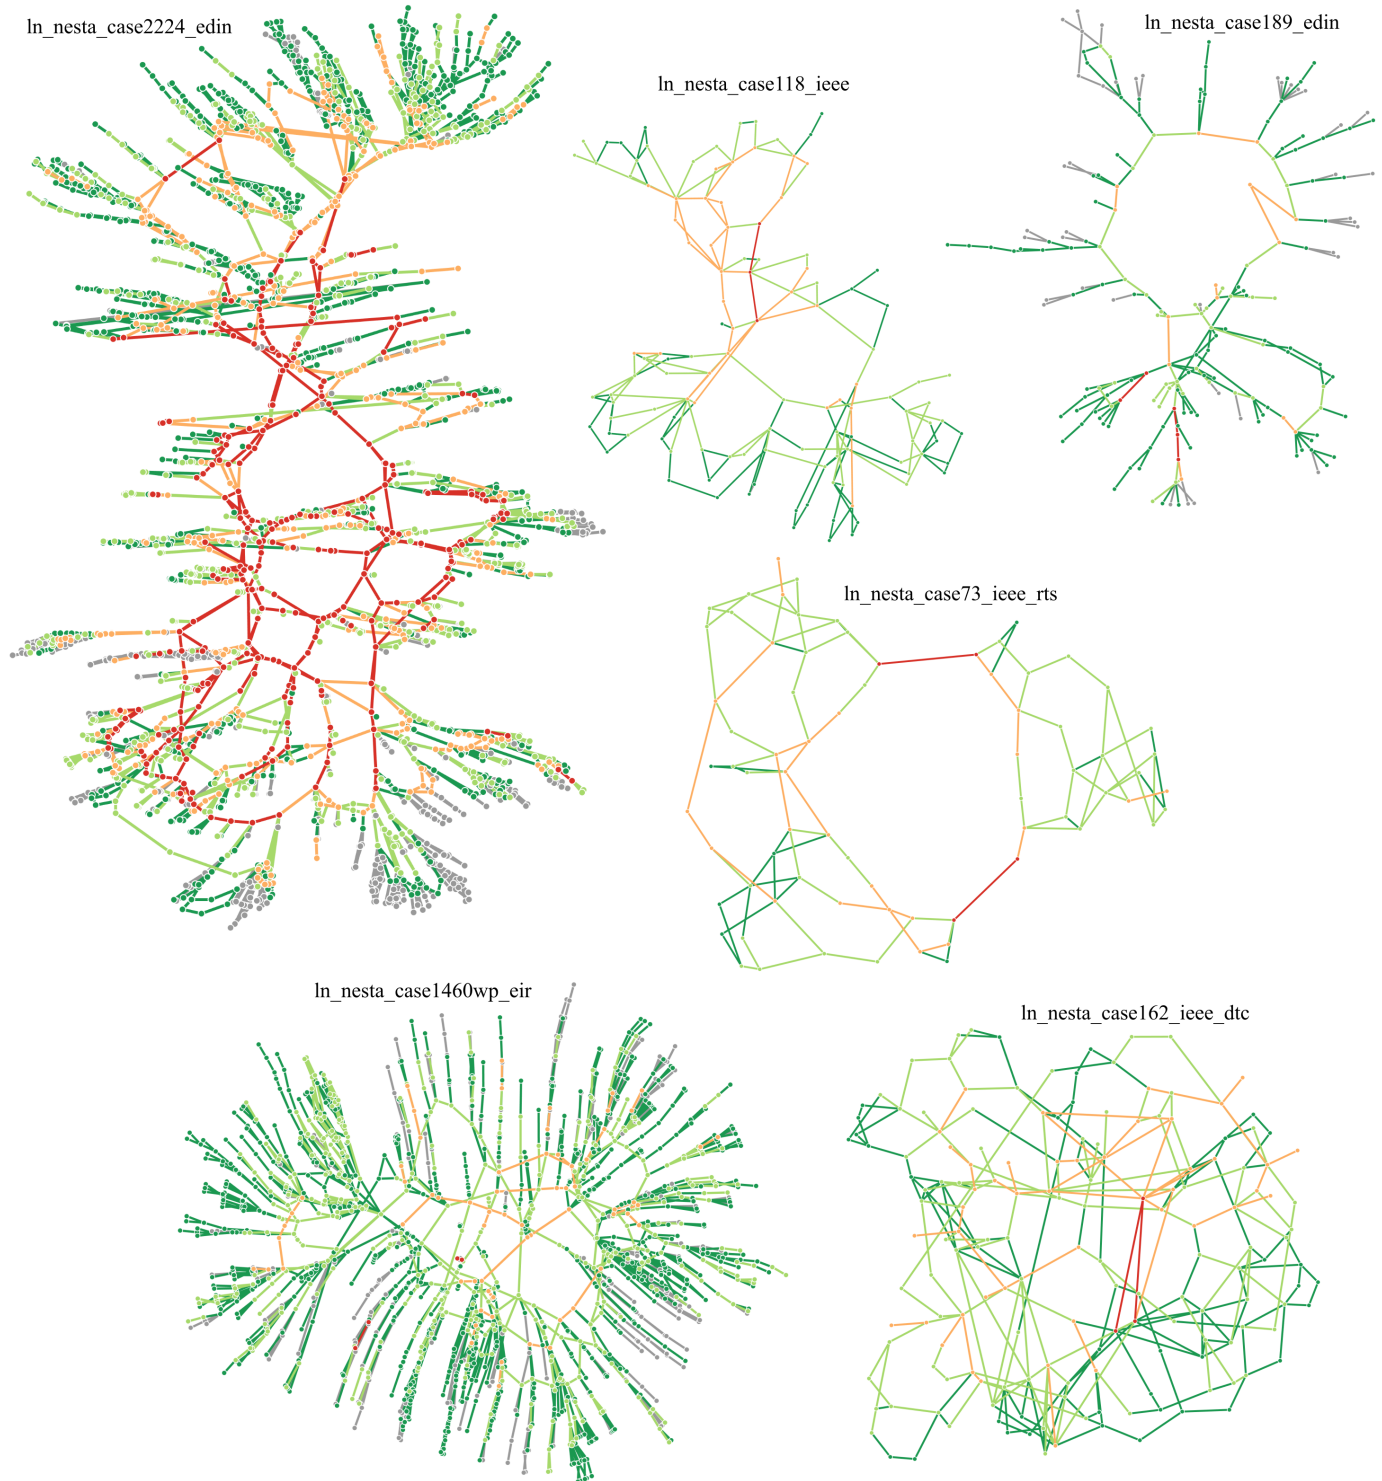 ln_nesta_case2224_edin
ln_nesta_case118_ieee
ln_nesta_case189_edin
ln_nesta_case73_ieee_rts
ln_nesta_case1460wp_eir
ln_nesta_case162_ieee_dtc